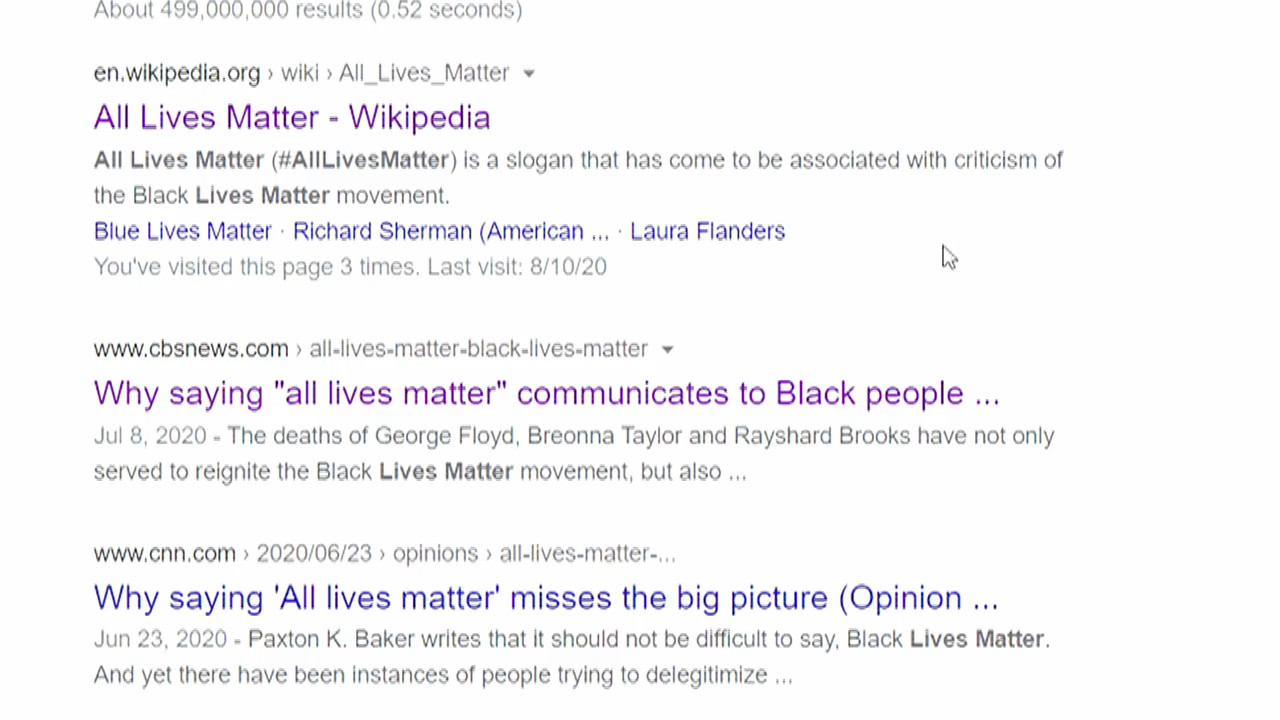 About 499,000,000 results (0.52 seconds)
en.wikipedia.org › wiki › All_Lives_Matter
All Lives Matter - Wikipedia
All Lives Matter (#AllLivesMatter) is a slogan that has come to be associated with criticism of
the Black Lives Matter movement.
Blue Lives Matter · Richard Sherman (American ... · Laura Flanders
You've visited this page 3 times. Last visit: 8/10/20
www.cbsnews.com › all-lives-matter-black-lives-matter
Why saying "all lives matter" communicates to Black people ...
Jul 8, 2020 - The deaths of George Floyd, Breonna Taylor and Rayshard Brooks have not only
served to reignite the Black Lives Matter movement, but also ...
www.cnn.com › 2020/06/23 › opinions › all-lives-matter-...
Why saying 'All lives matter' misses the big picture (Opinion ...
Jun 23, 2020 - Paxton K. Baker writes that it should not be difficult to say, Black Lives Matter.
And yet there have been instances of people trying to delegitimize ...